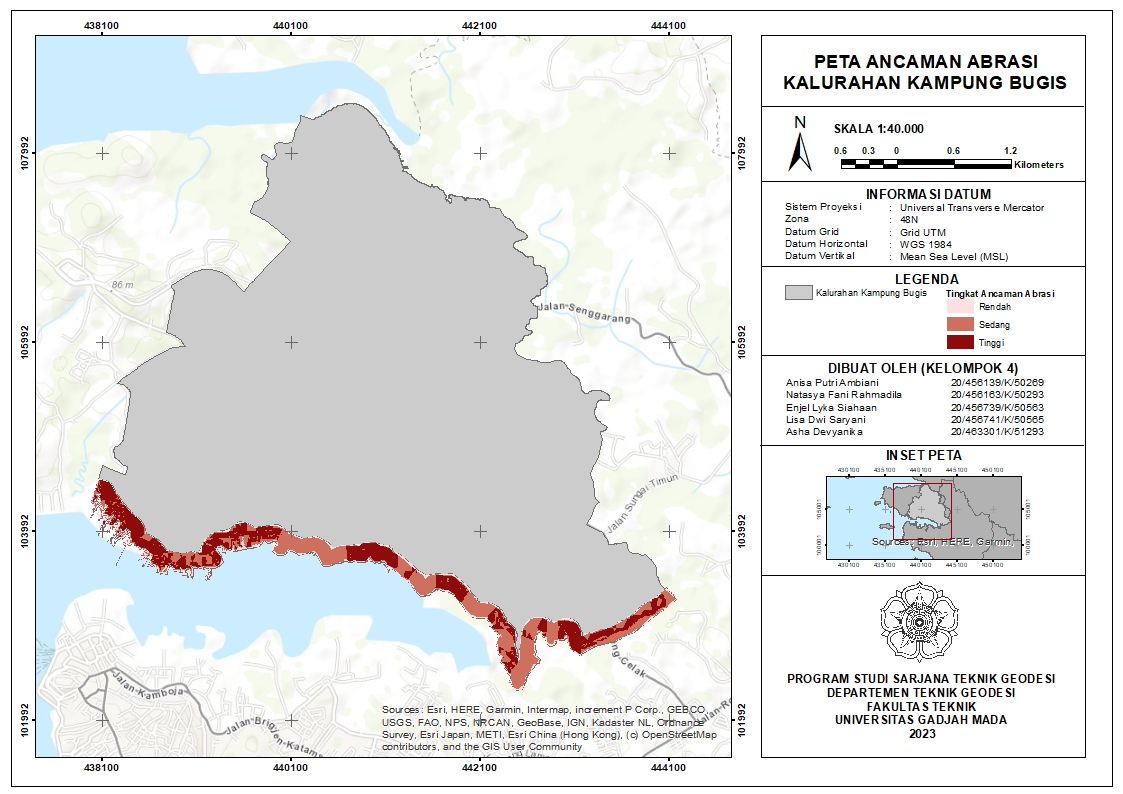 438100 440100 442100 444100
107992 107992
105992 105992
103992 103992
101992 101992
86 m
Jalan-Senggarang
Jalan Sungai Timun
ng-Celak
Jalan-Kamboja
Jalan-Brig
en-Katam
Jalan-R
Sources: Esri, HERE, Garmin, Intermap, increment P Corp., GEBCO,
USGS, FAO, NPS, NRCAN, GeoBase, IGN, Kadaster NL, Ordnance
Survey, Esri Japan, METI, Esri China (Hong Kong), (c) OpenStreetMap
contributors, and the GIS User Community
438100 440100 442100 444100
PETA ANCAMAN ABRASI
KALURAHAN KAMPUNG BUGIS
N
SKALA 1:40.000
0.6 0.3 0 0.6 1.2
Kilometers
INFORMASI DATUM
Sistem Proyeksi : Universal Transverse Mercator
Zona : 48N
Datum Grid : Grid UTM
Datum Horizontal : WGS 1984
Datum Vertikal : Mean Sea Level (MSL)
LEGENDA
Kalurahan Kampung Bugis
Tingkat Ancaman Abrasi
Rendah
Sedang
Tinggi
DIBUAT OLEH (KELOMPOK 4)
Anisa Putri Ambiani 20/456139/K/50269
Natasya Fani Rahmadila 20/456163/K/50293
Enjel Lyka Siahaan 20/456739/K/50563
Lisa Dwi Saryani 20/456741/K/50565
Asha Devyanika 20/463301/K/51293
INSET PETA
430100 435100 440100 445100 450100
105001 105001
100001 100001
Sources: Esri, HERE, Garmin,
430100 435100 440100 445100 450100
PROGRAM STUDI SARJANA TEKNIK GEODESI
DEPARTEMEN TEKNIK GEODESI
FAKULTAS TEKNIK
UNIVERSITAS GADJAH MADA
2023